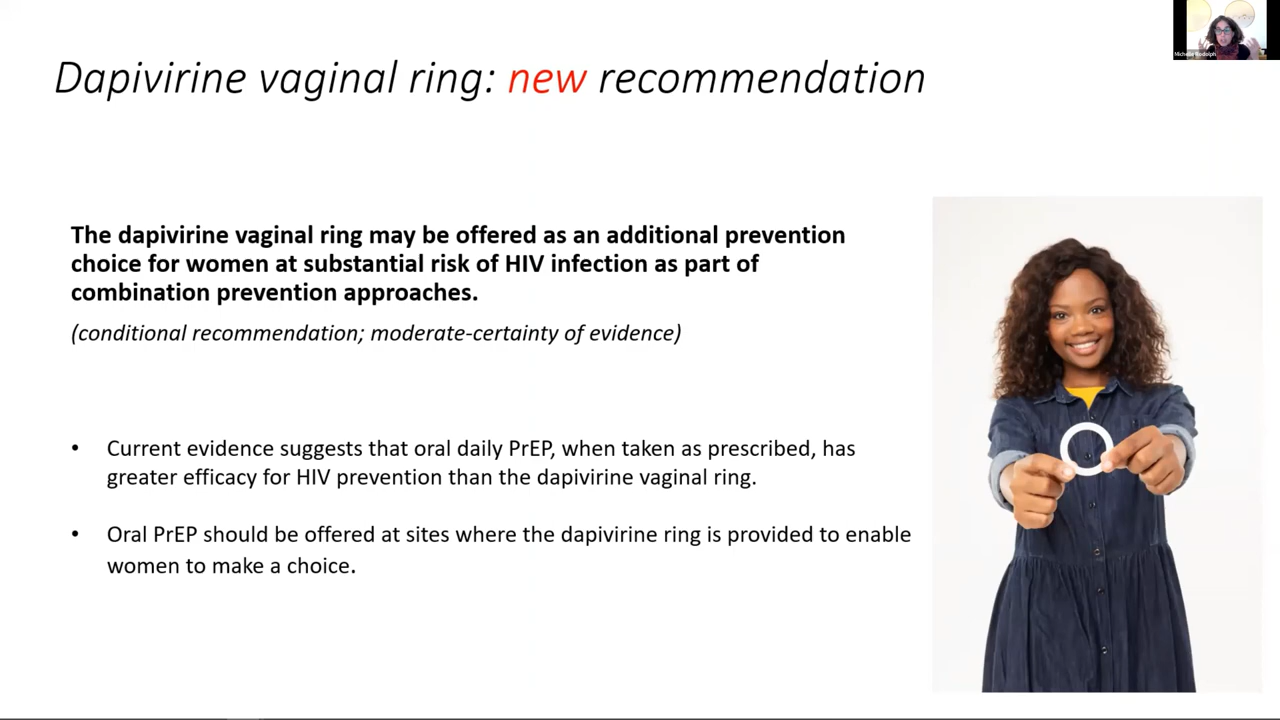 Michelle Rodolph
Dapivirine vaginal ring: new recommendation
The dapivirine vaginal ring may be offered as an additional prevention
choice for women at substantial risk of HIV infection as part of
combination prevention approaches.
(conditional recommendation; moderate-certainty of evidence)
• Current evidence suggests that oral daily PrEP, when taken as prescribed, has
greater efficacy for HIV prevention than the dapivirine vaginal ring.
• Oral PrEP should be offered at sites where the dapivirine ring is provided to enable
women to make a choice.